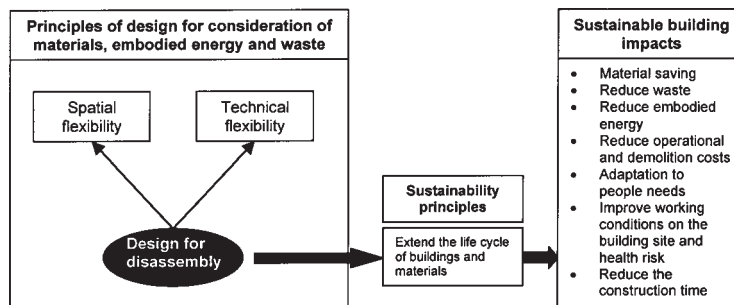 Principles of design for consideration of
materials, embodied energy and waste
Spatial
flexibility
Technical
flexibility
Design for
disassembly
Sustainability
principles
Extend the life cycle
of buildings and
materials
Sustainable building
impacts
• Material saving
• Reduce waste
• Reduce embodied
energy
• Reduce operational
and demolition costs
• Adaptation to
people needs
• Improve working
conditions on the
building site and
health risk
• Reduce the
construction time